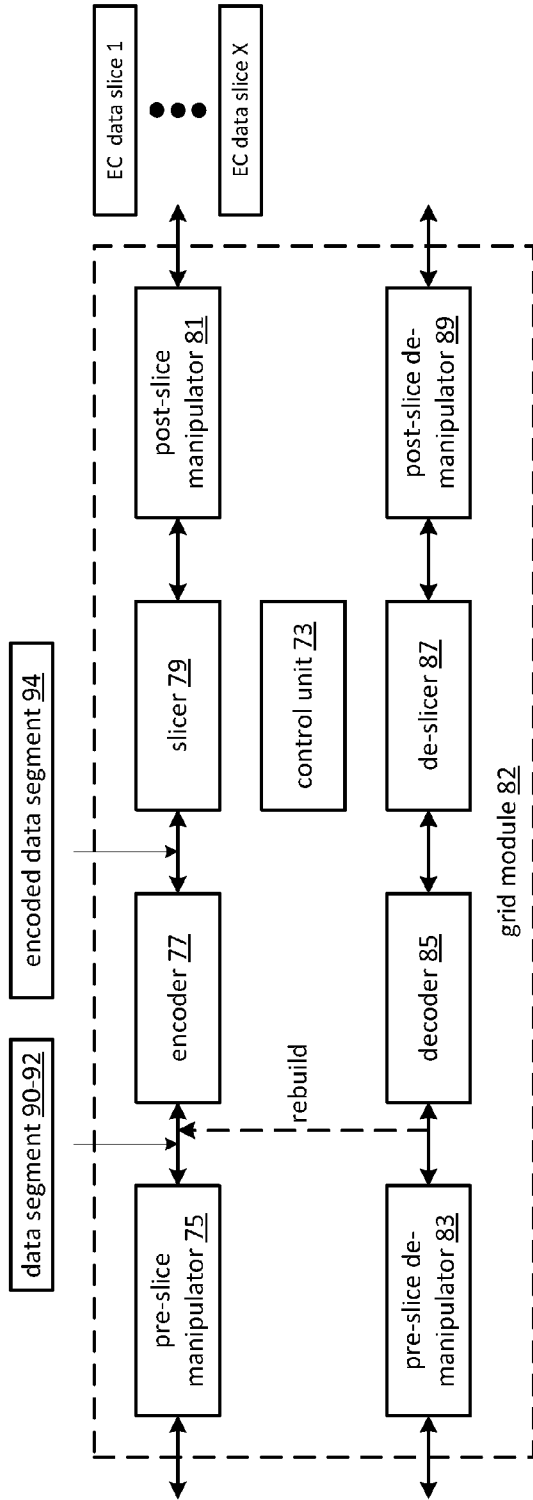 data segment 90-92
encoded data segment 94
EC data slice 1
EC data slice X
pre-slice
manipulator 75
encoder 77
slicer 79
post-slice
manipulator 81
rebuild
control unit 73
pre-slice de-
manipulator 83
decoder 85
de-slicer 87
post-slice de-
manipulator 89
grid module 82